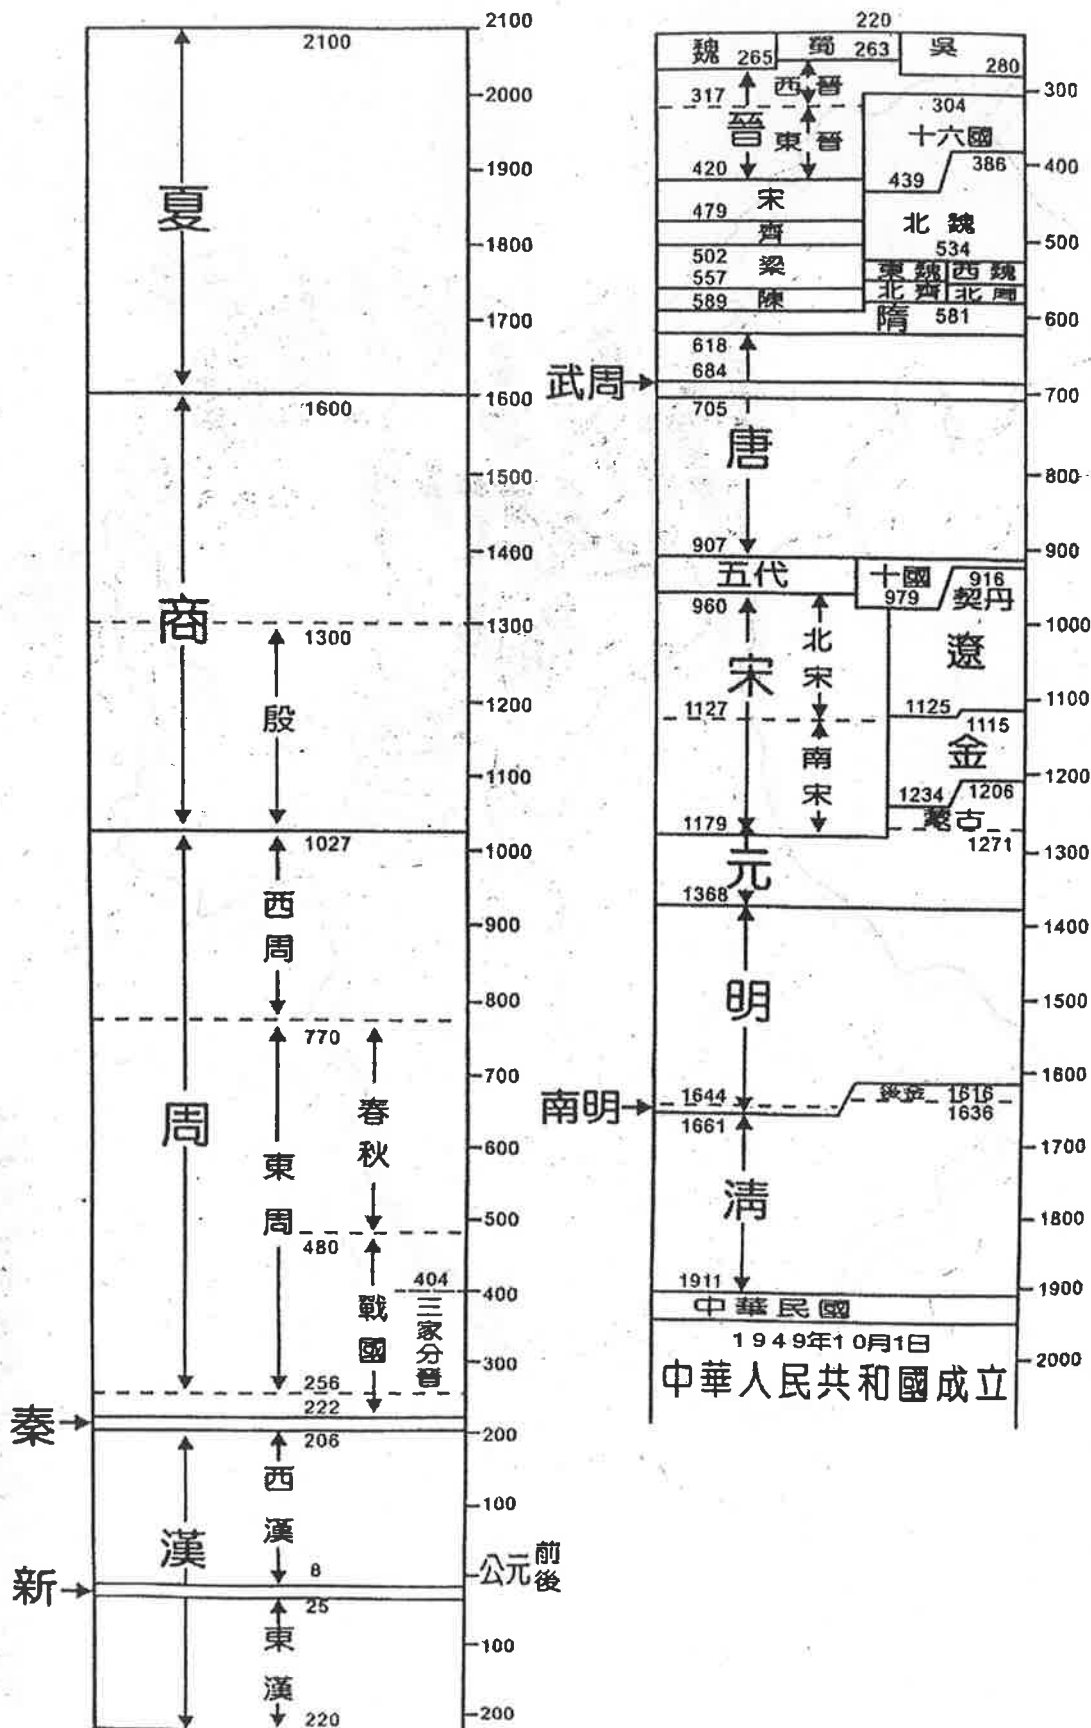 2100
2100
2000
1900
夏
1800
1700
1600
1600
1500
1400
商
1300
1300
殷
1200
1100
1027
1000
西周
900
800
770
700
春秋
周
600
東周
500
480
404
400
戰國
三家分晉
300
256
222
秦
206
200
西漢
100
漢
8
公元前後
新
25
100
東漢
200
220
220
魏 265
蜀 263
吳
280
300
317
西晉
304
晉
東晉
十六國
386
400
420
439
宋
479
北魏
齊
500
502
534
梁
東魏
西魏
557
北齊
北周
589
陳
隋
581
600
618
武周
684
700
705
唐
800
907
900
五代
十國
916
979
契丹
960
1000
北宋
遼
宋
1127
1125
1100
1115
南宋
金
1200
1234
1206
1179
蒙古
1271
元
1300
1368
1400
明
1500
1600
南明
1644
後金 1616
1636
1661
1700
清
1800
1911
1900
中華民國
1949年10月1日
2000
中華人民共和國成立